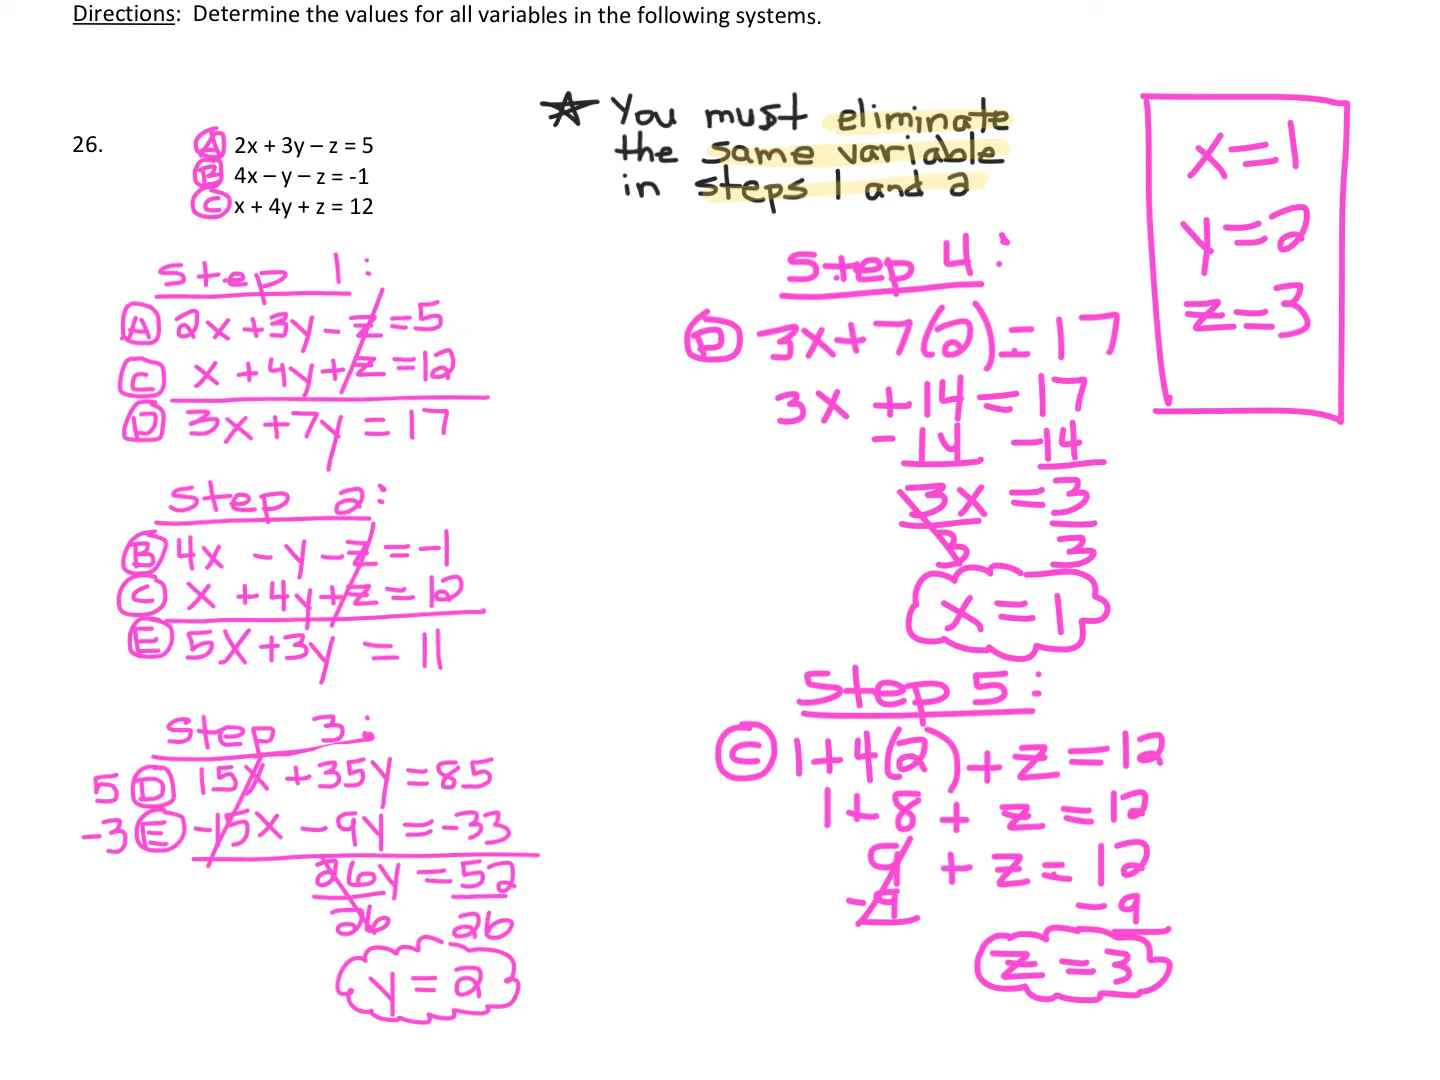 Directions: Determine the values for all variables in the following systems.
26.
A 2x + 3y – z = 5
B 4x – y – z = -1
C x + 4y + z = 12
☆ You must eliminate
the same variable
in steps 1 and 2
x=1
y=2
z=3
Step 1:
A 2x+3y-z=5
C x+4y+z=12
D 3x+7y=17
Step 2:
B 4x-y-z=-1
C x+4y+z=12
E 5x+3y=11
Step 3:
5 D 15x+35y=85
-3 E -15x-9y=-33
26y=52
26 26
y=2
Step 4:
D 3x+7(2)=17
3x+14=17
-14 -14
3x=3
3 3
x=1
Step 5:
C 1+4(2)+z=12
1+8+z=12
9+z=12
-9 -9
z=3